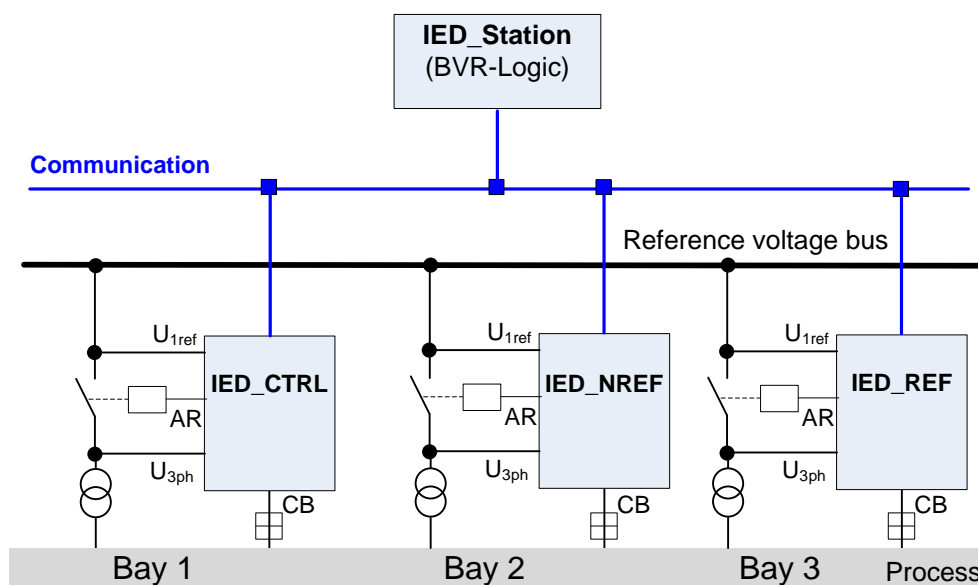 IED_Station
(BVR-Logic)
Communication
Reference voltage bus
U1ref
U1ref
U1ref
IED_CTRL
IED_NREF
IED_REF
AR
AR
AR
U3ph
U3ph
U3ph
CB
CB
CB
Bay 1
Bay 2
Bay 3
Process